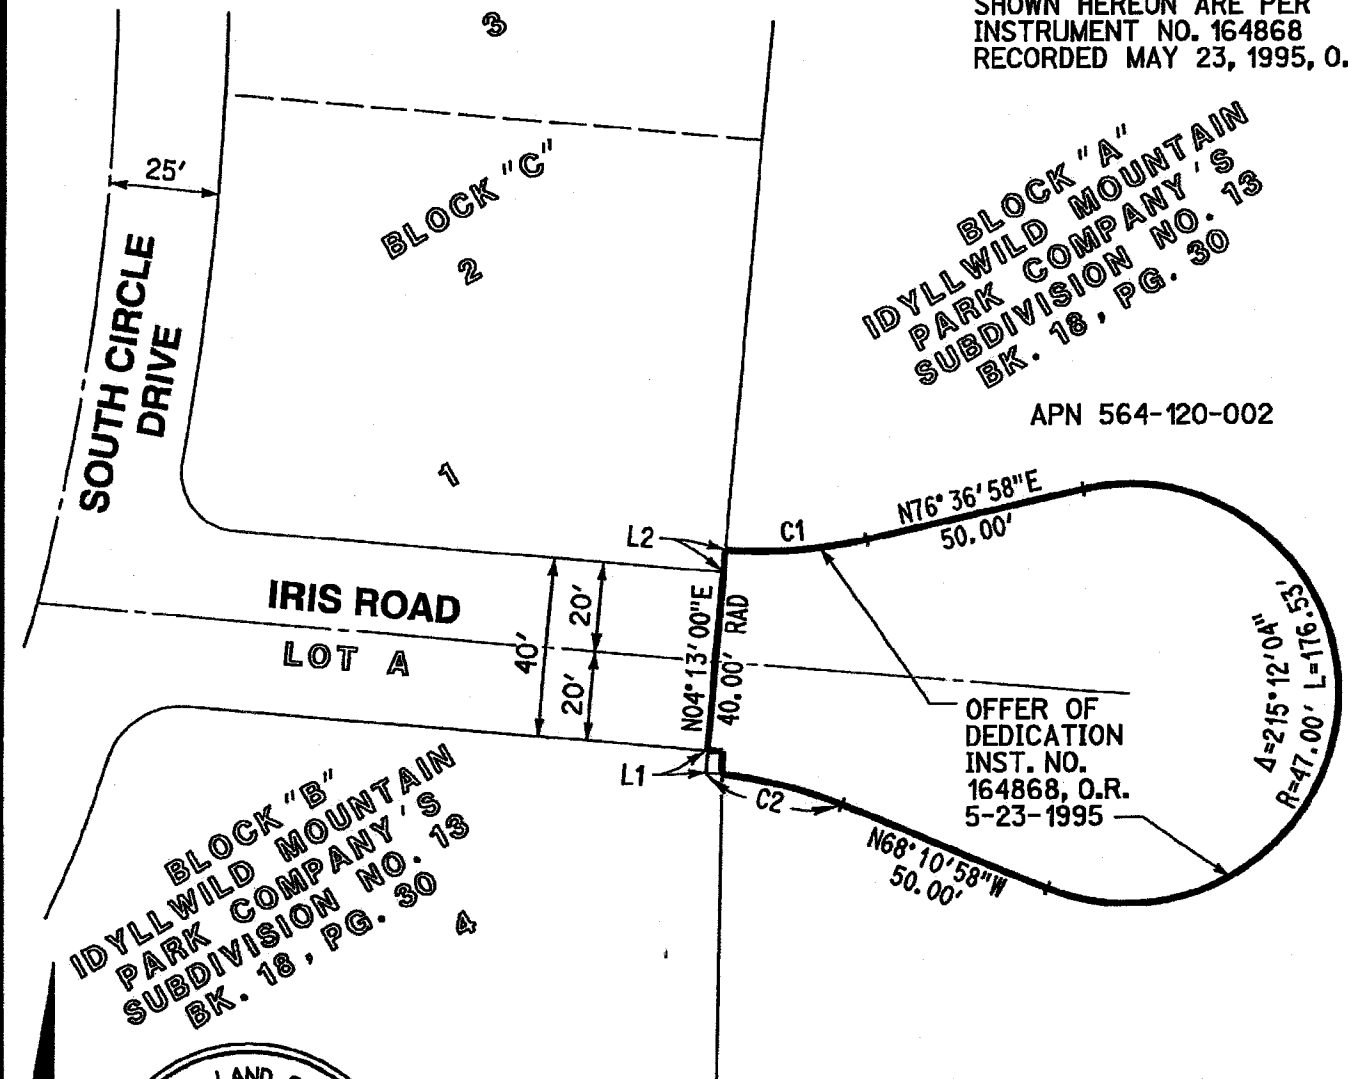 SHOWN HEREON ARE PER
INSTRUMENT NO. 164868
RECORDED MAY 23, 1995, O.
3
25'
BLOCK "C"
2
BLOCK "A"
IDYLLWILD MOUNTAIN
PARK COMPANY'S
SUBDIVISION NO. 13
BK. 18, PG. 30
APN 564-120-002
SOUTH CIRCLE
DRIVE
1
L2
C1
N76°36'58"E
50.00'
IRIS ROAD
LOT A
40'
20'
20'
N04°13'00"E
40.00' RAD
Δ=215°12'04"
R=47.00' L=176.53'
OFFER OF
DEDICATION
INST. NO.
164868, O.R.
5-23-1995
L1
C2
N68°10'58"W
50.00'
BLOCK "B"
IDYLLWILD MOUNTAIN
PARK COMPANY'S
SUBDIVISION NO. 13
BK. 18, PG. 30
4
LAND